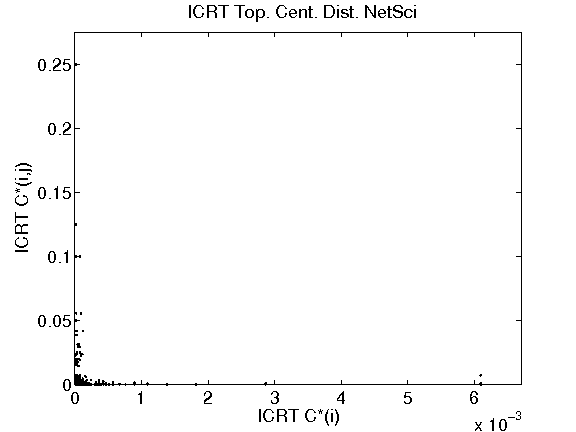 ICRT Top. Cent. Dist. NetSci
0.25
0.2
0.15
0.1
0.05
0
ICRT C*(i,j)
0 1 2 3 4 5 6
ICRT C*(i)
x 10⁻³